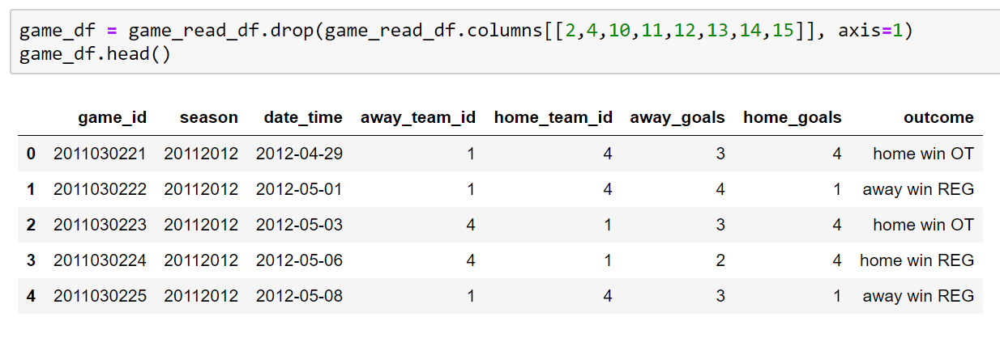 game_df = game_read_df.drop(game_read_df.columns[[2,4,10,11,12,13,14,15]], axis=1)
game_df.head()
game_id season date_time away_team_id home_team_id away_goals home_goals outcome
0 2011030221 20112012 2012-04-29 1 4 3 4 home win OT
1 2011030222 20112012 2012-05-01 1 4 4 1 away win REG
2 2011030223 20112012 2012-05-03 4 1 3 4 home win OT
3 2011030224 20112012 2012-05-06 4 1 2 4 home win REG
4 2011030225 20112012 2012-05-08 1 4 3 1 away win REG